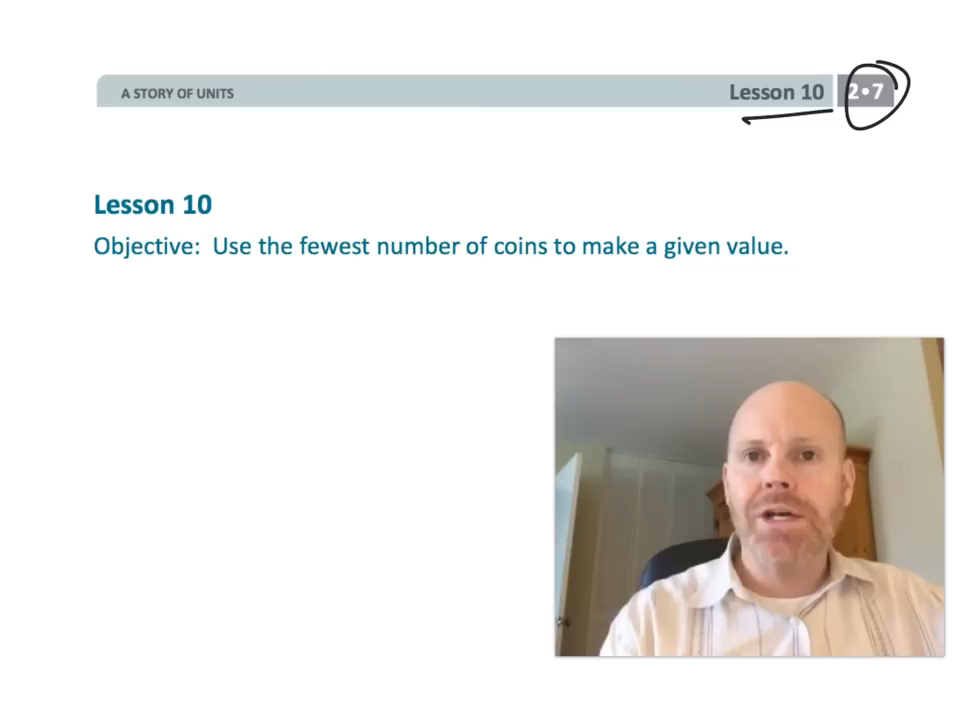 A STORY OF UNITS
Lesson 10
2•7
Lesson 10
Objective: Use the fewest number of coins to make a given value.